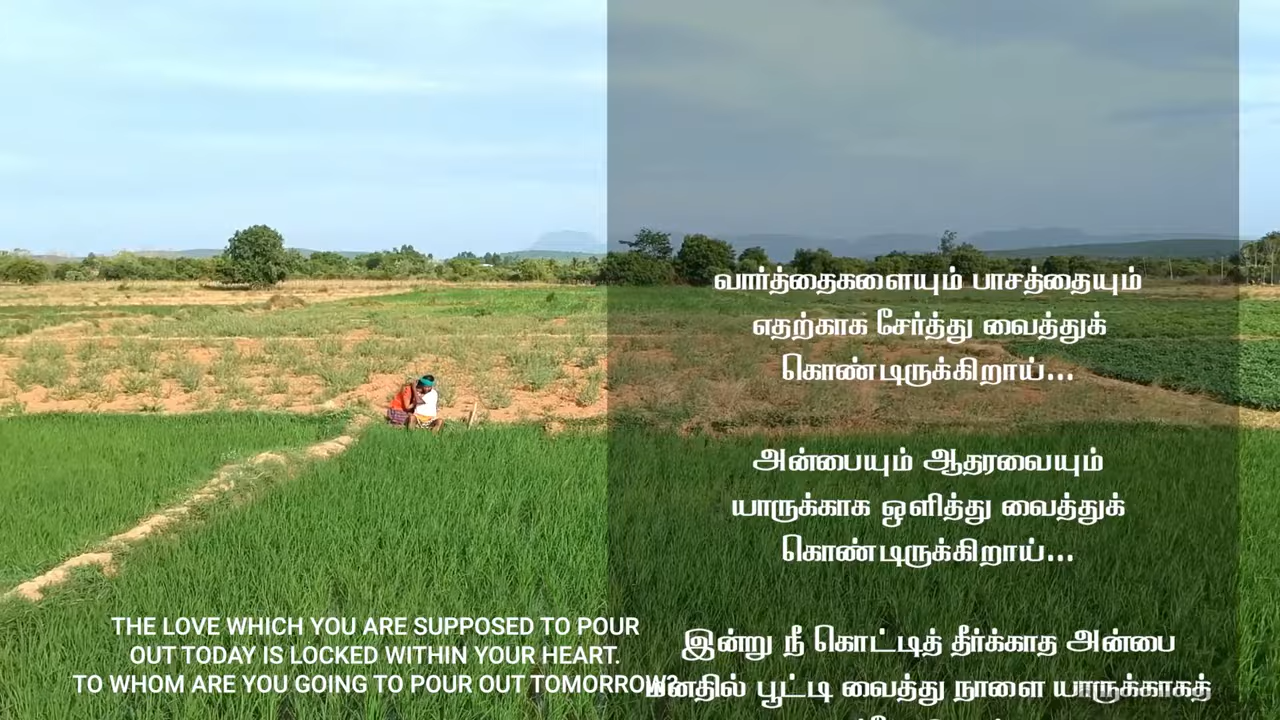 வார்த்தைகளையும் பாசத்தையும்
எதற்காக சேர்த்து வைத்துக்
கொண்டிருக்கிறாய்...
அன்பையும் ஆதரவையும்
யாருக்காக ஒளித்து வைத்துக்
கொண்டிருக்கிறாய்...
இன்று நீ கொட்டித் தீர்க்காத அன்பை
மனதில் பூட்டி வைத்து நாளை யாருக்காகத்
THE LOVE WHICH YOU ARE SUPPOSED TO POUR
OUT TODAY IS LOCKED WITHIN YOUR HEART.
TO WHOM ARE YOU GOING TO POUR OUT TOMORROW?